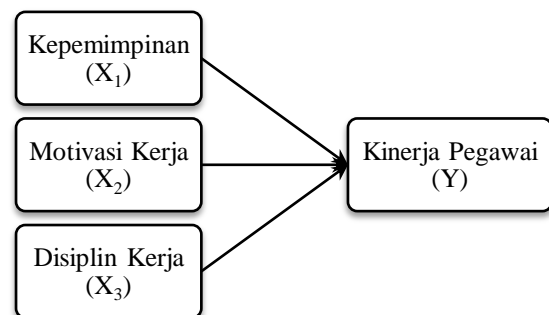 Kepemimpinan
(X₁)
Motivasi Kerja
(X₂)
Kinerja Pegawai
(Y)
Disiplin Kerja
(X₃)